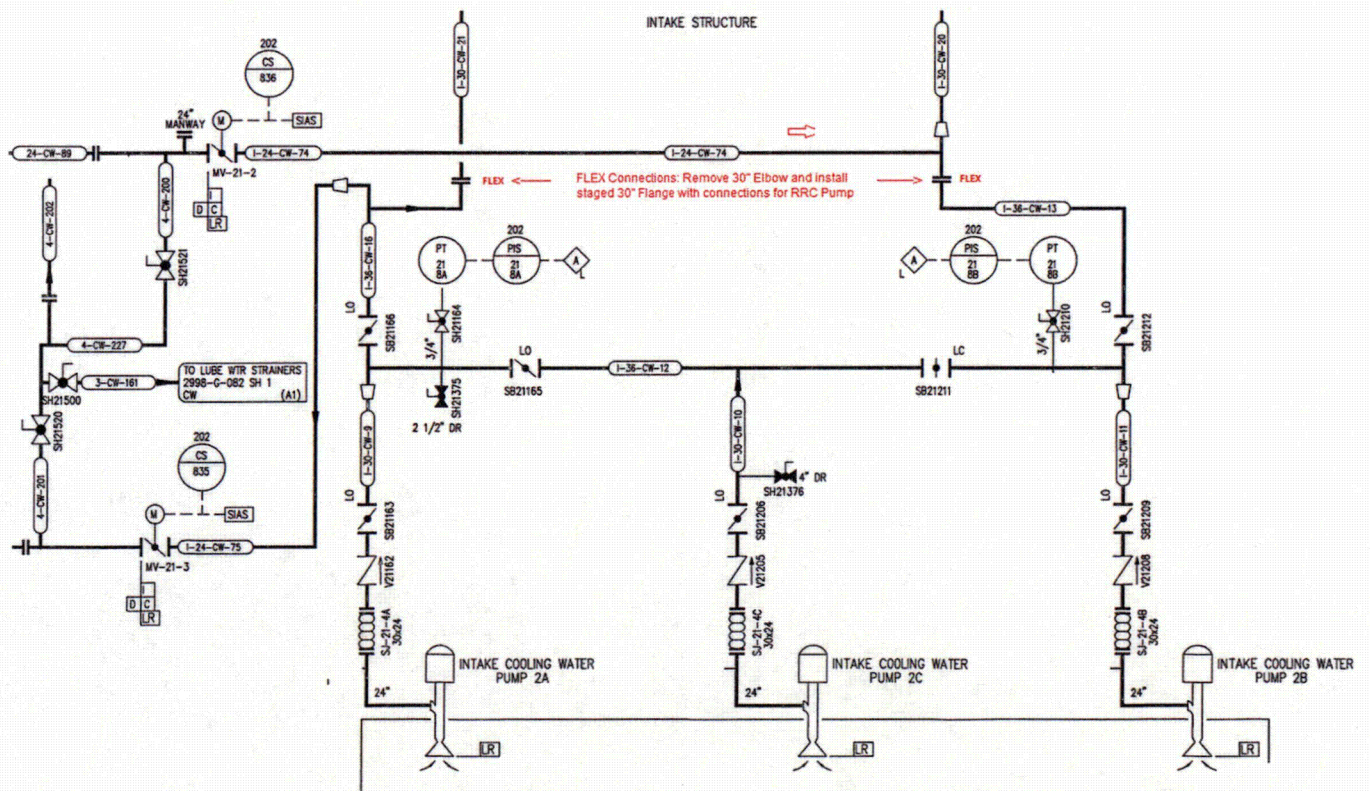 INTAKE STRUCTURE
202
CS
836
I-30-CW-21
I-30-CW-20
24"
MANWAY
M
SIAS
24-CW-89
I-24-CW-74
I-24-CW-74
MV-21-2
I
D C
LR
FLEX
FLEX Connections: Remove 30" Elbow and install
staged 30" Flange with connections for RRC Pump
FLEX
4-CW-202
4-CW-200
SH21521
I-36-CW-16
I-36-CW-13
202
PT
21
8A
PIS
21
8A
A
L
202
PIS
21
8B
PT
21
8B
A
L
LO
SB21166
SH21164
3/4"
SH21210
3/4"
LO
SB21212
4-CW-227
TO LUBE WTR STRAINERS
2998-G-082 SH 1
CW (A1)
3-CW-161
SH21500
SH21520
LO
SB21165
I-36-CW-12
LC
SB21211
SH21375
2 1/2" DR
I-30-CW-9
I-30-CW-10
I-30-CW-11
202
CS
835
4-CW-201
M
SIAS
I-24-CW-75
MV-21-3
I
D C
LR
4" DR
SH21376
LO
SB21163
LO
SB21206
LO
SB21209
V21162
V21205
V21208
SJ-21-4A
30x24
SJ-21-4C
30x24
SJ-21-4B
30x24
INTAKE COOLING WATER
PUMP 2A
INTAKE COOLING WATER
PUMP 2C
INTAKE COOLING WATER
PUMP 2B
24"
24"
24"
LR
LR
LR